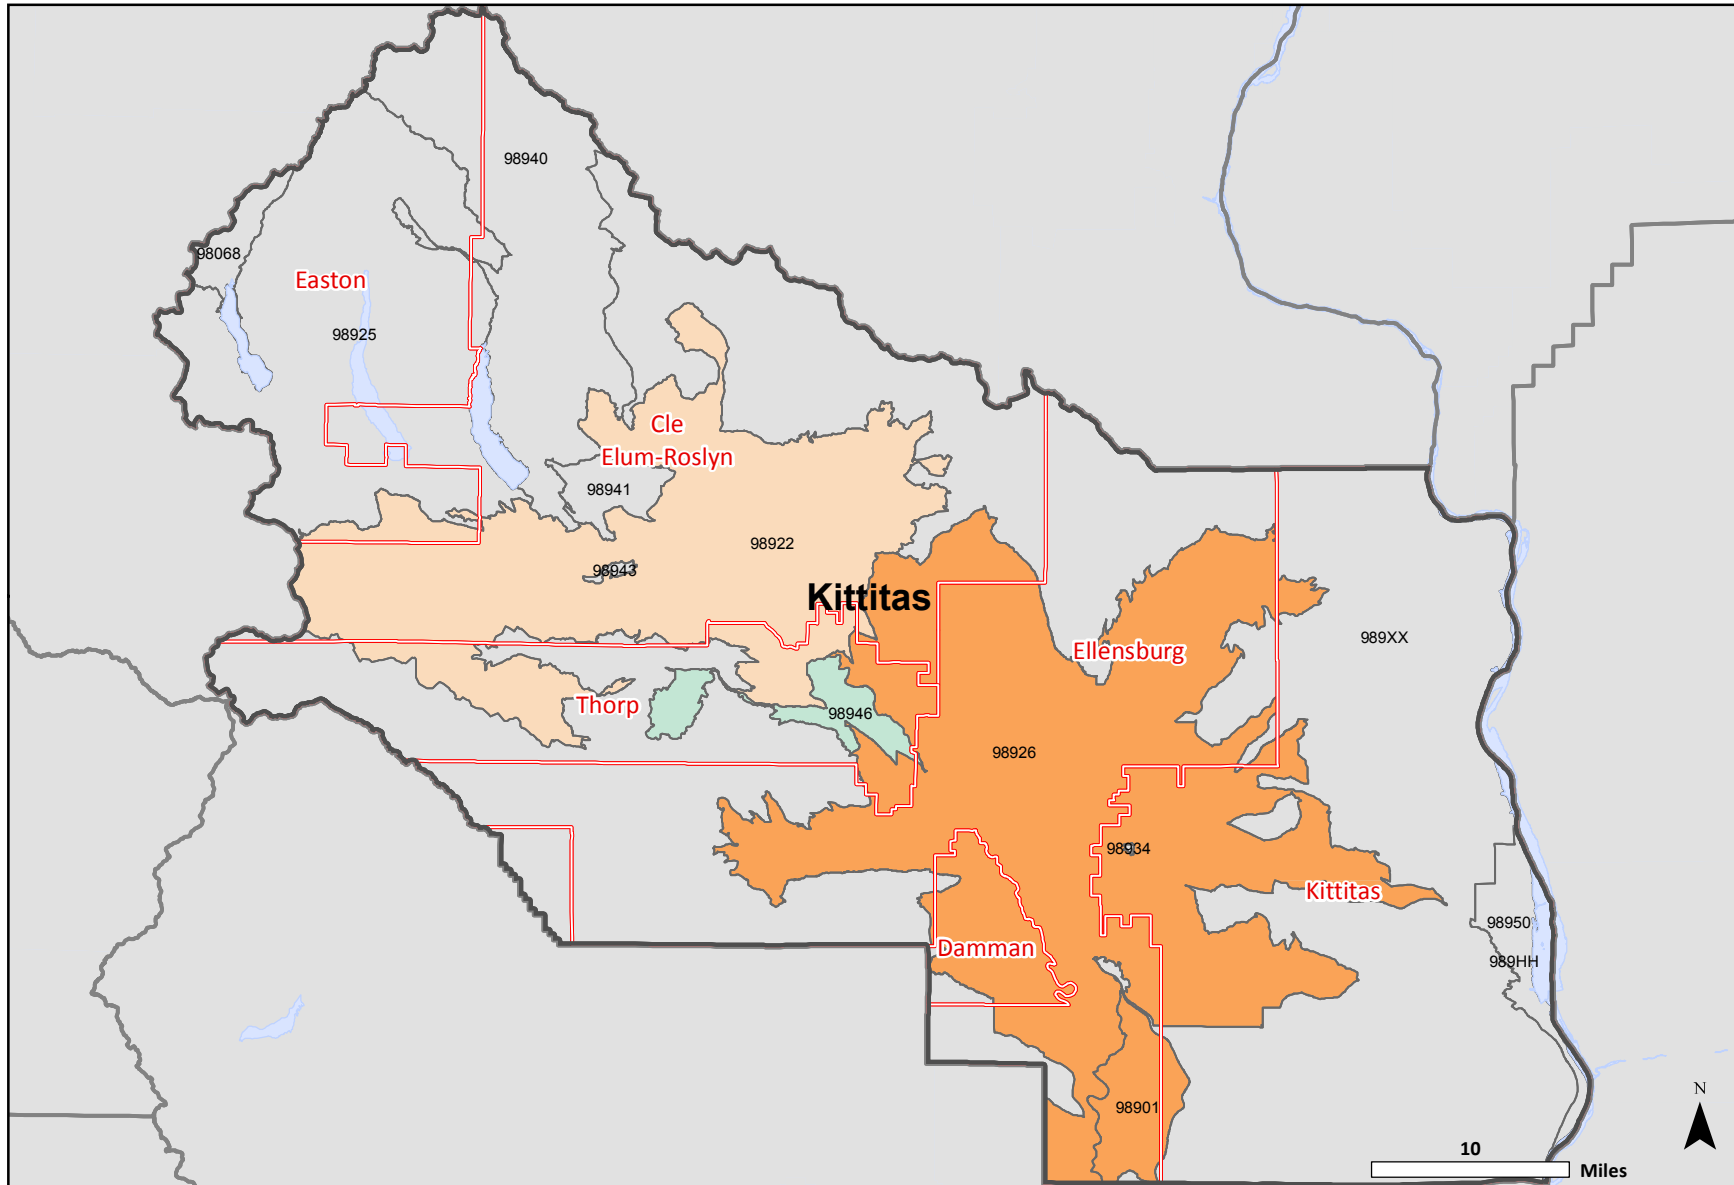 98940
98068
Easton
98925
Cle
Elum-Roslyn
98941
98922
98943
Kittitas
989XX
Ellensburg
Thorp
98946
98926
98934
Kittitas
98950
Damman
989HH
98901
N
10
Miles